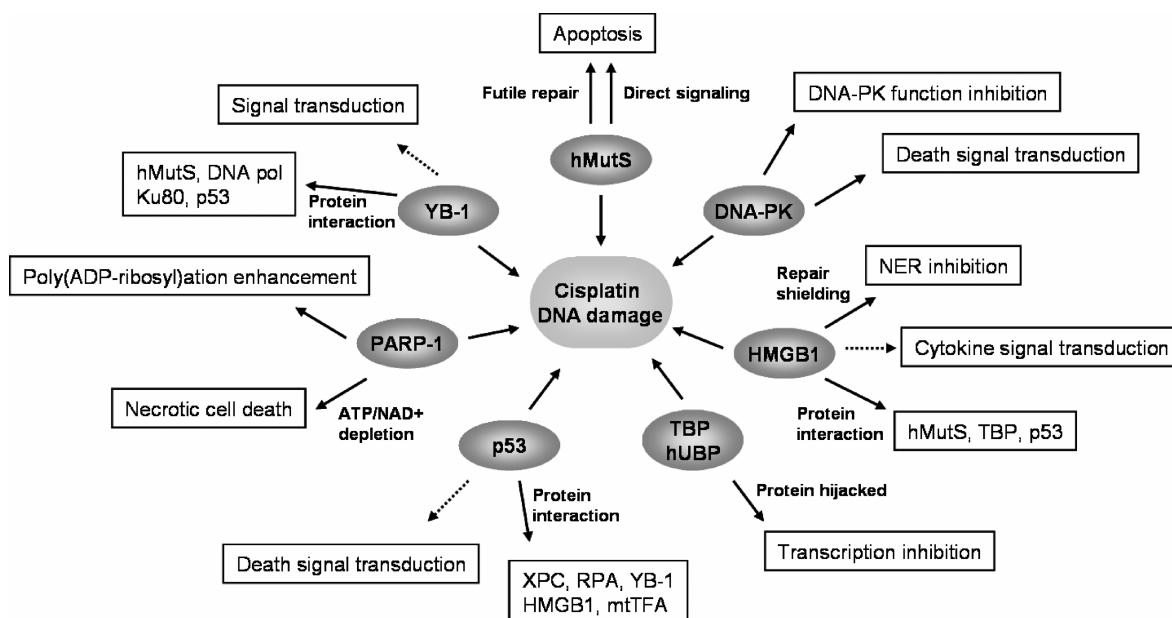 Apoptosis
Futile repair
Direct signaling
hMutS
Signal transduction
hMutS, DNA pol
Ku80, p53
Protein
interaction
YB-1
DNA-PK function inhibition
Death signal transduction
DNA-PK
Poly(ADP-ribosyl)ation enhancement
PARP-1
Necrotic cell death
ATP/NAD+
depletion
Cisplatin
DNA damage
Repair
shielding
NER inhibition
HMGB1
Cytokine signal transduction
Protein
interaction
hMutS, TBP, p53
p53
Protein
interaction
Death signal transduction
XPC, RPA, YB-1
HMGB1, mtTFA
TBP
hUBP
Protein hijacked
Transcription inhibition